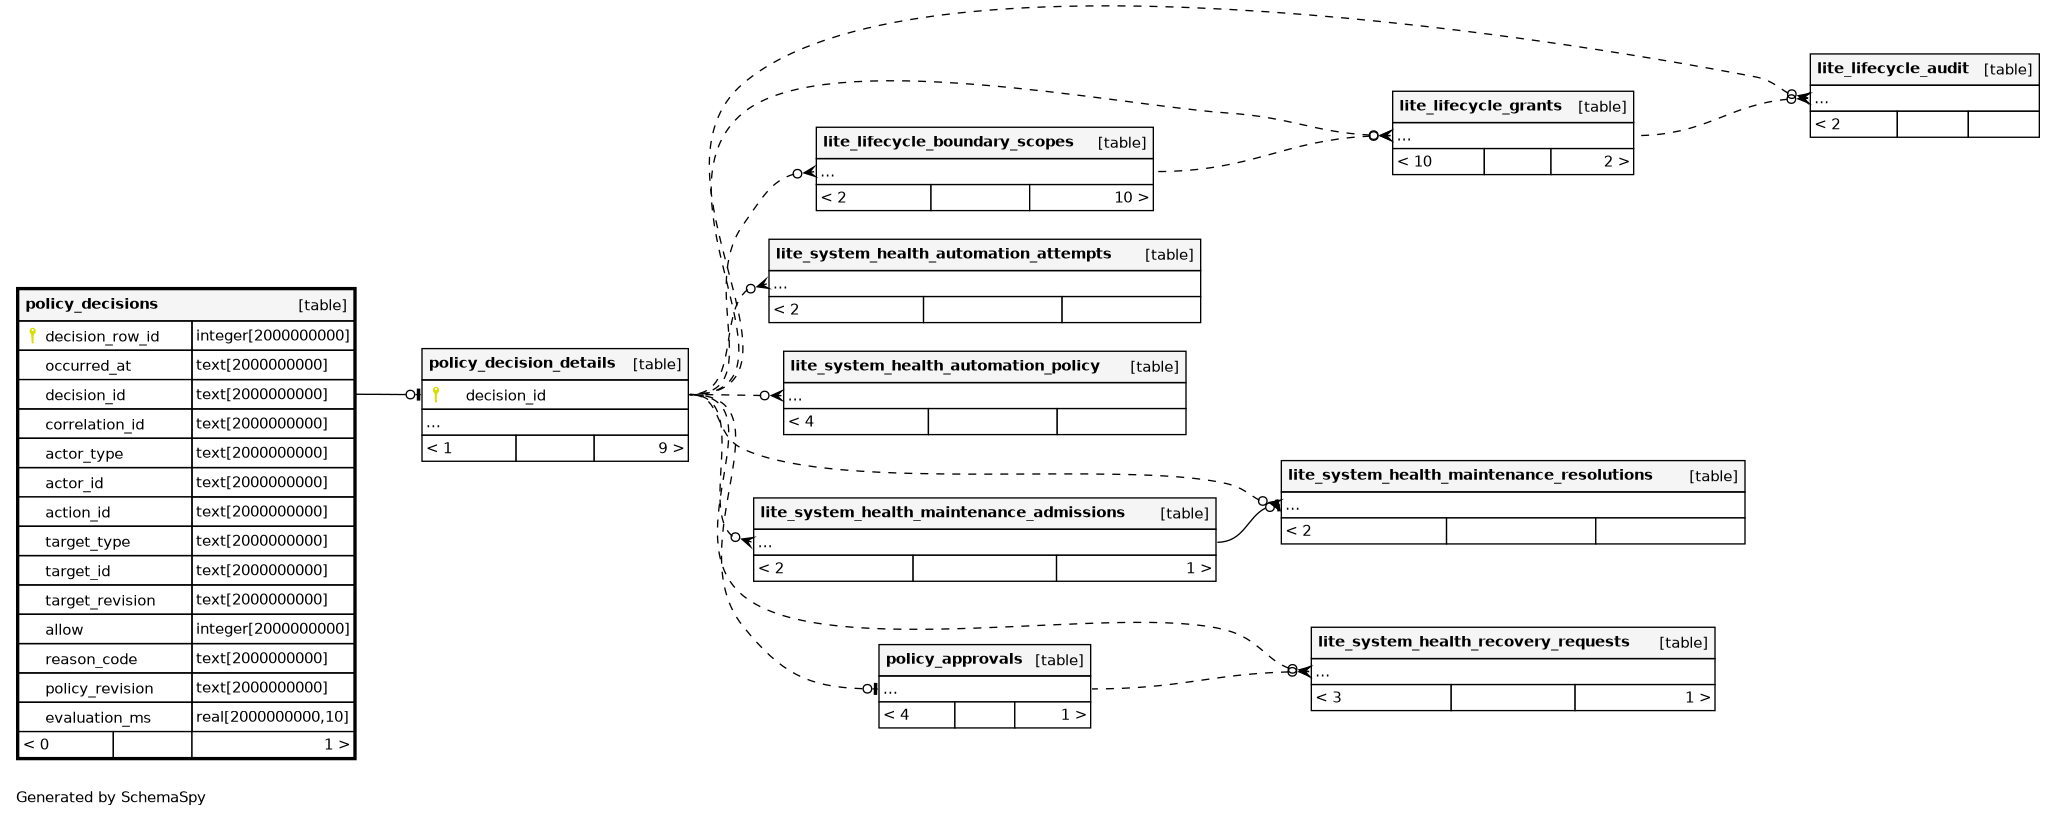 policy_decisions [table]
decision_row_id integer[2000000000]
occurred_at text[2000000000]
decision_id text[2000000000]
correlation_id text[2000000000]
actor_type text[2000000000]
actor_id text[2000000000]
action_id text[2000000000]
target_type text[2000000000]
target_id text[2000000000]
target_revision text[2000000000]
allow integer[2000000000]
reason_code text[2000000000]
policy_revision text[2000000000]
evaluation_ms real[2000000000,10]
< 0 1 >
policy_decision_details [table]
decision_id
...
< 1 9 >
lite_lifecycle_boundary_scopes [table]
...
< 2 10 >
lite_system_health_automation_attempts [table]
...
< 2
lite_system_health_automation_policy [table]
...
< 4
lite_system_health_maintenance_admissions [table]
...
< 2 1 >
policy_approvals [table]
...
< 4 1 >
lite_lifecycle_grants [table]
...
< 10 2 >
lite_system_health_maintenance_resolutions [table]
...
< 2
lite_system_health_recovery_requests [table]
...
< 3 1 >
lite_lifecycle_audit [table]
...
< 2
Generated by SchemaSpy